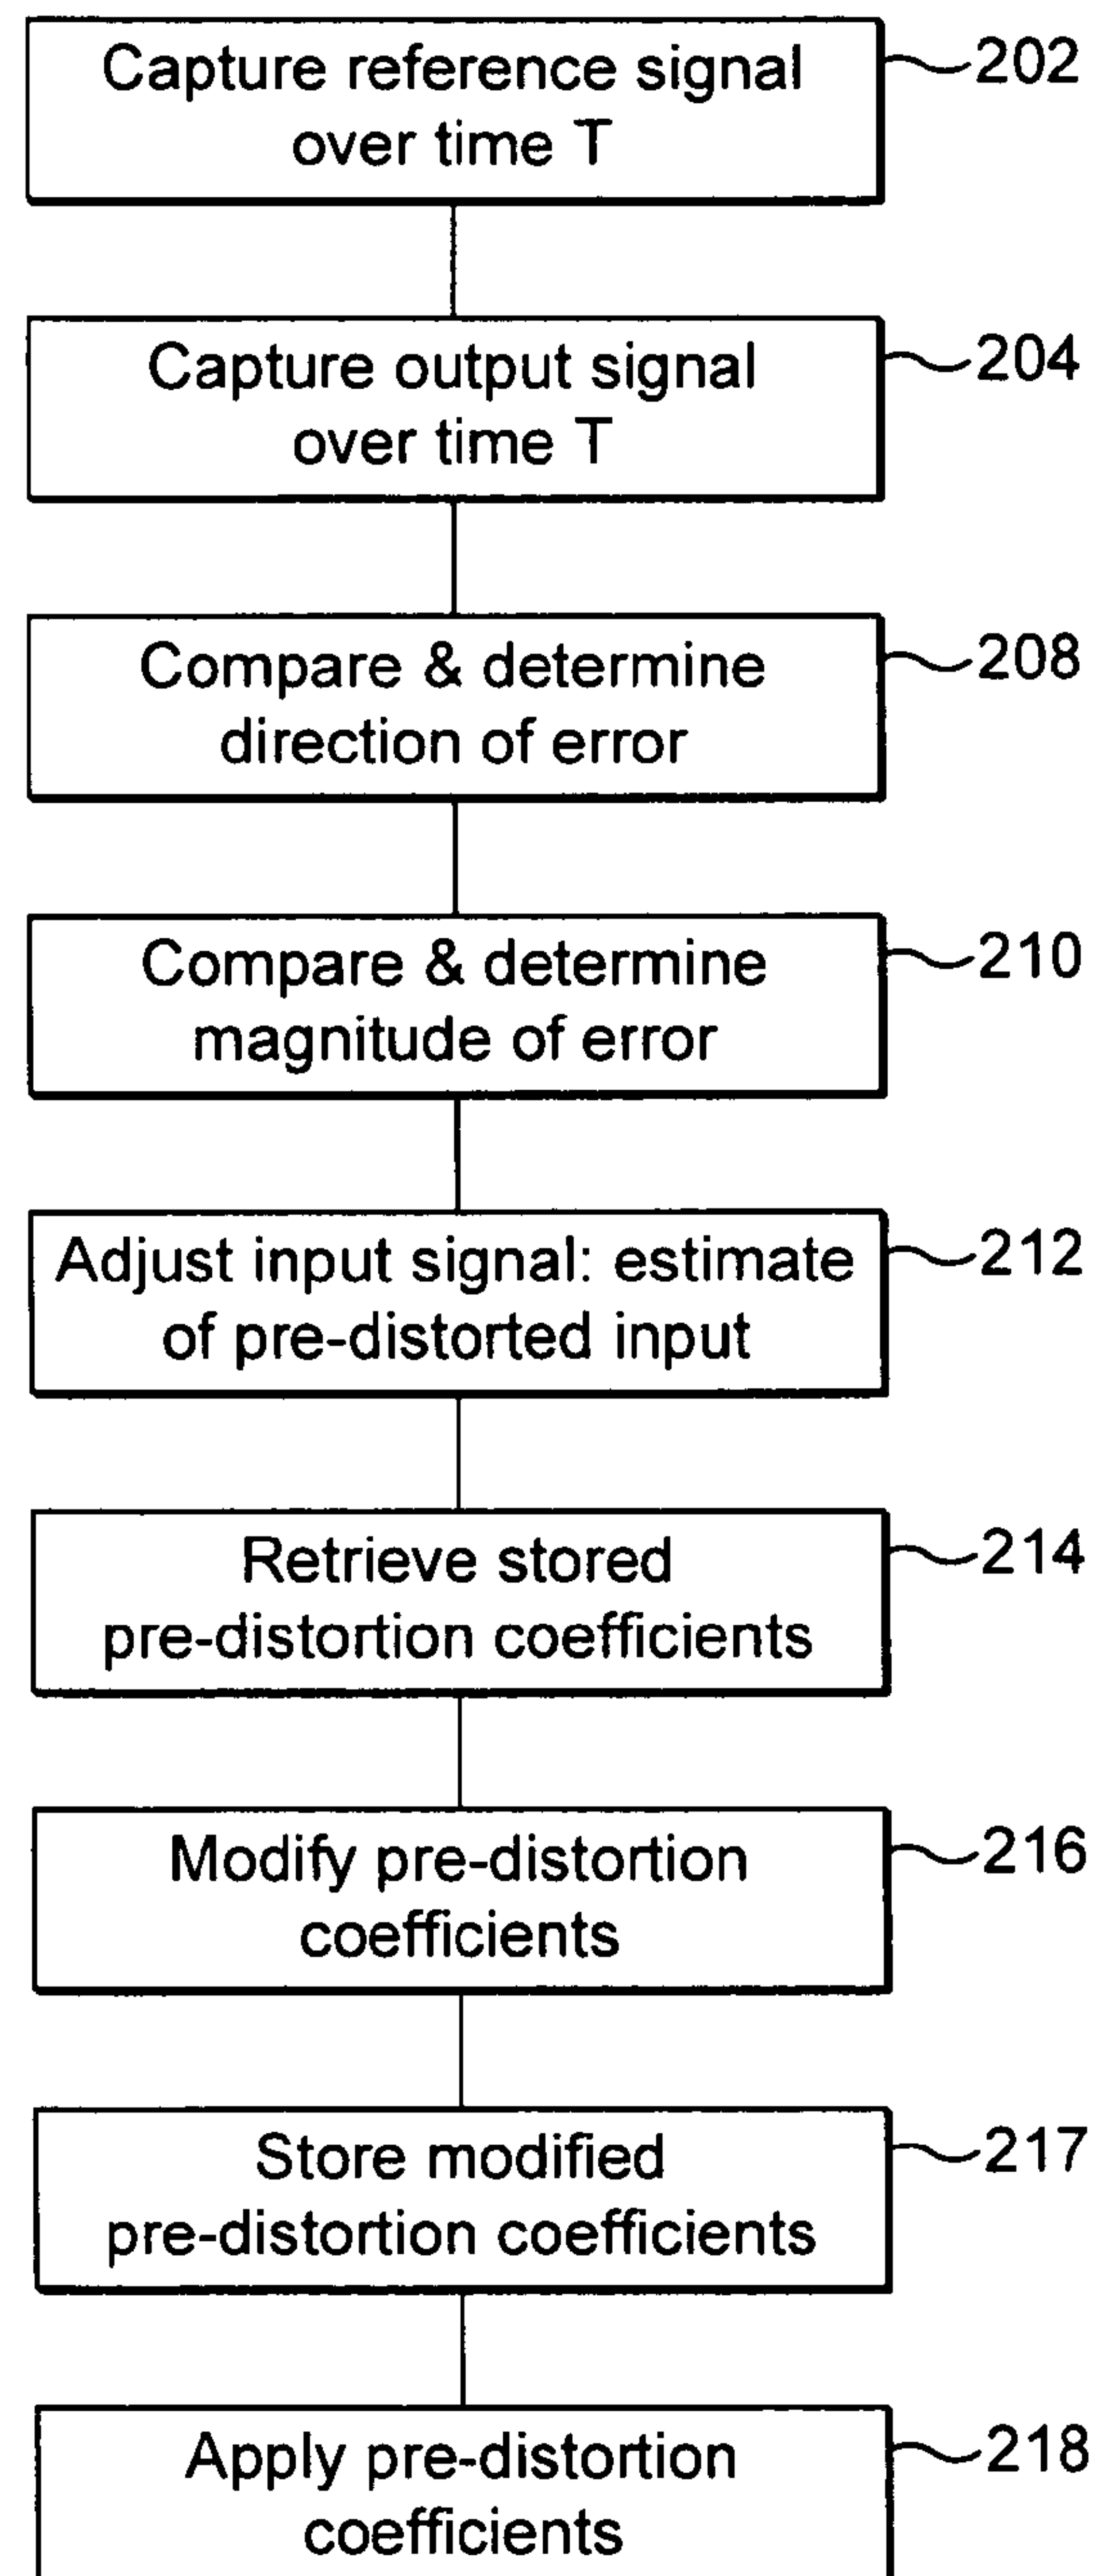 Capture reference signal
over time T
202
Capture output signal
over time T
204
Compare & determine
direction of error
208
Compare & determine
magnitude of error
210
Adjust input signal: estimate
of pre-distorted input
212
Retrieve stored
pre-distortion coefficients
214
Modify pre-distortion
coefficients
216
Store modified
pre-distortion coefficients
217
Apply pre-distortion
coefficients
218